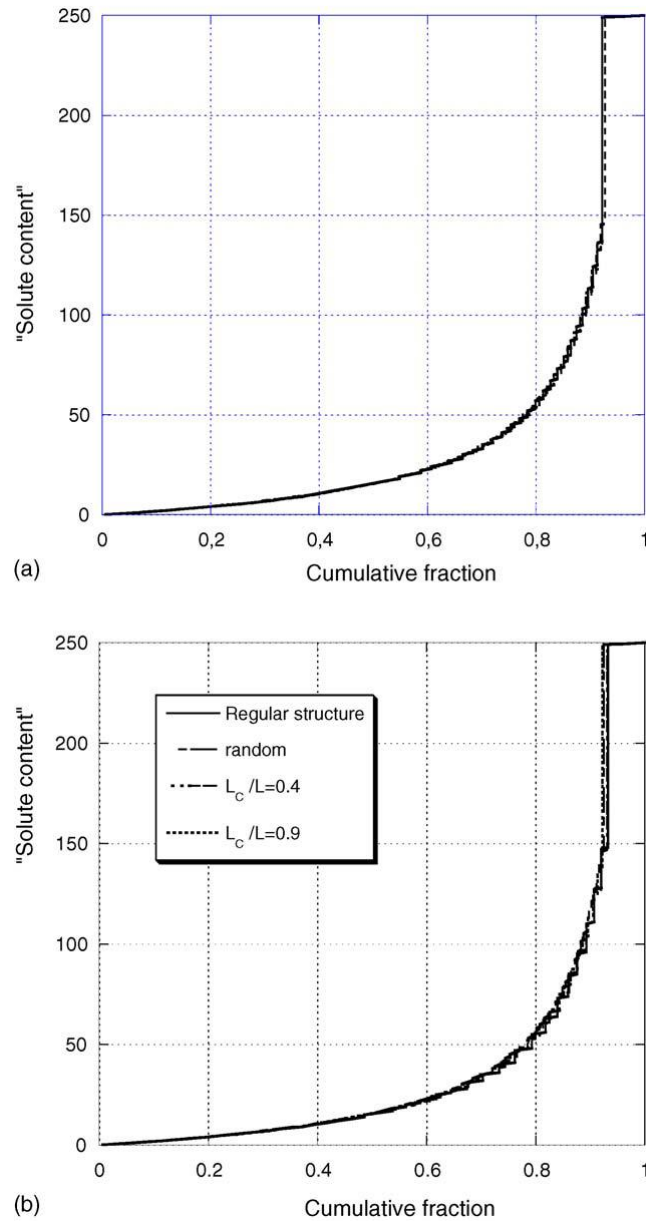 250
200
150
100
50
0
"Solute content"
0
0,2
0,4
0,6
0,8
1
Cumulative fraction
(a)
250
200
150
100
50
0
"Solute content"
Regular structure
random
L_C /L=0.4
L_C /L=0.9
0
0.2
0.4
0.6
0.8
1
Cumulative fraction
(b)